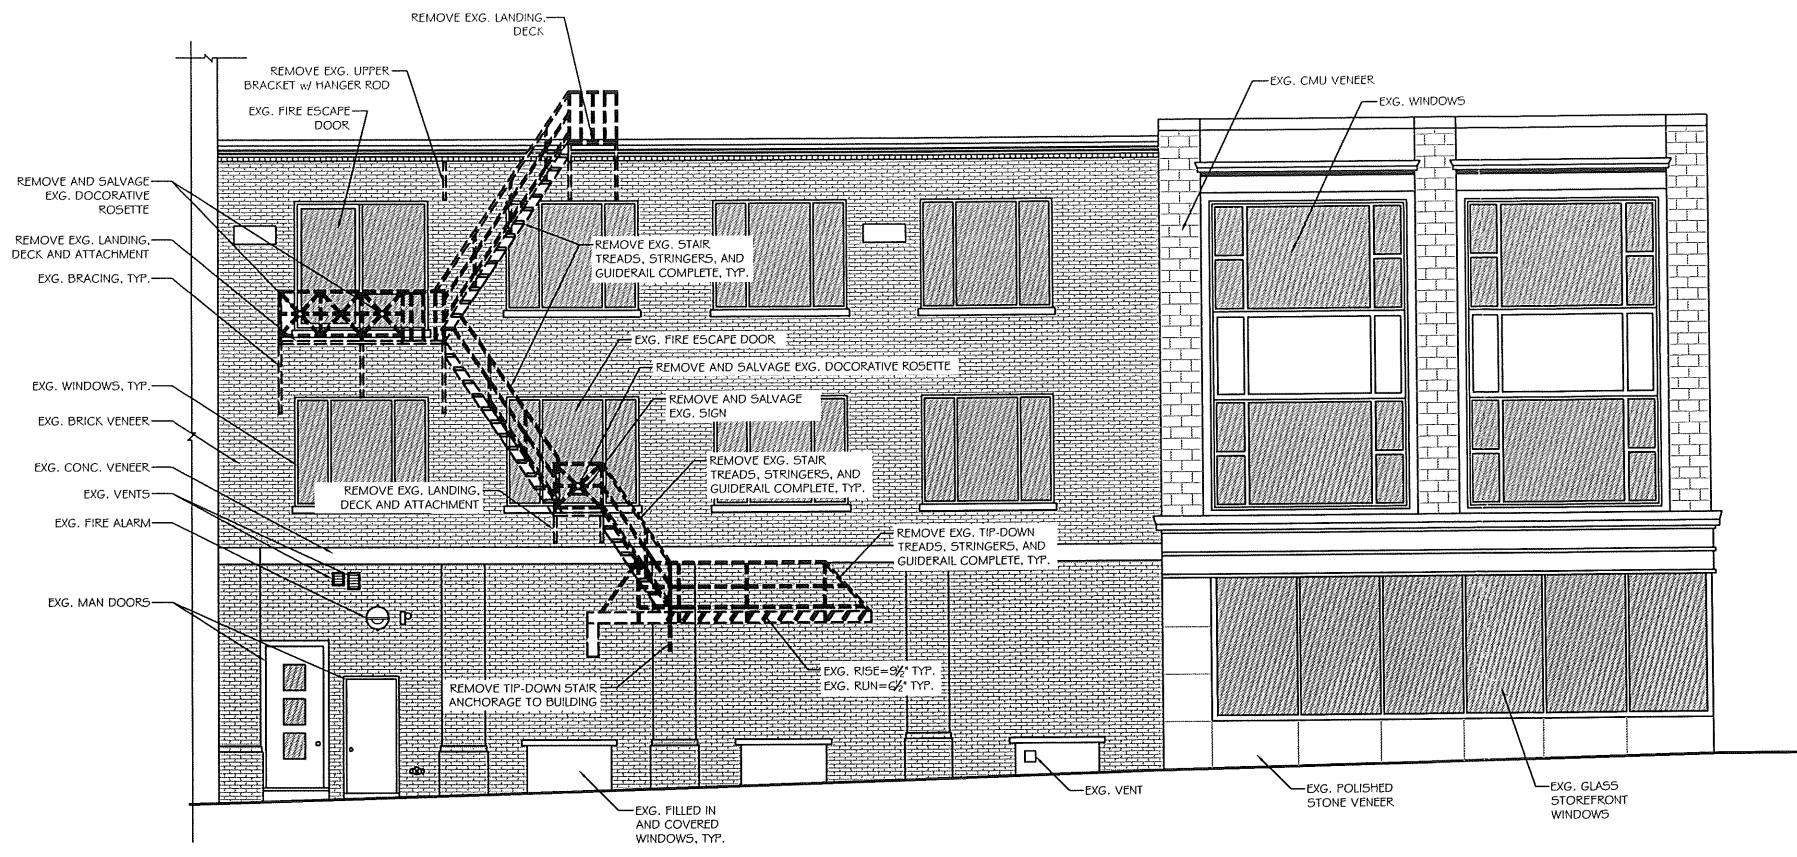 REMOVE EXG. LANDING,
DECK
REMOVE EXG. UPPER
BRACKET w/ HANGER ROD
EXG. FIRE ESCAPE
DOOR
EXG. CMU VENEER
EXG. WINDOWS
REMOVE AND SALVAGE
EXG. DOCORATIVE
ROSETTE
REMOVE EXG. LANDING,
DECK AND ATTACHMENT
EXG. BRACING, TYP.
REMOVE EXG. STAIR
TREADS, STRINGERS, AND
GUIDERAIL COMPLETE, TYP.
EXG. FIRE ESCAPE DOOR
REMOVE AND SALVAGE EXG. DOCORATIVE ROSETTE
REMOVE AND SALVAGE
EXG. SIGN
EXG. WINDOWS, TYP.
EXG. BRICK VENEER
EXG. CONC. VENEER
EXG. VENTS
EXG. FIRE ALARM
REMOVE EXG. STAIR
TREADS, STRINGERS, AND
GUIDERAIL COMPLETE, TYP.
REMOVE EXG. LANDING,
DECK AND ATTACHMENT
REMOVE EXG. TIP-DOWN
TREADS, STRINGERS, AND
GUIDERAIL COMPLETE, TYP.
EXG. MAN DOORS
EXG. RISE=9½" TYP.
EXG. RUN=6½" TYP.
REMOVE TIP-DOWN STAIR
ANCHORAGE TO BUILDING
EXG. VENT
EXG. POLISHED
STONE VENEER
EXG. GLASS
STOREFRONT
WINDOWS
EXG. FILLED IN
AND COVERED
WINDOWS, TYP.